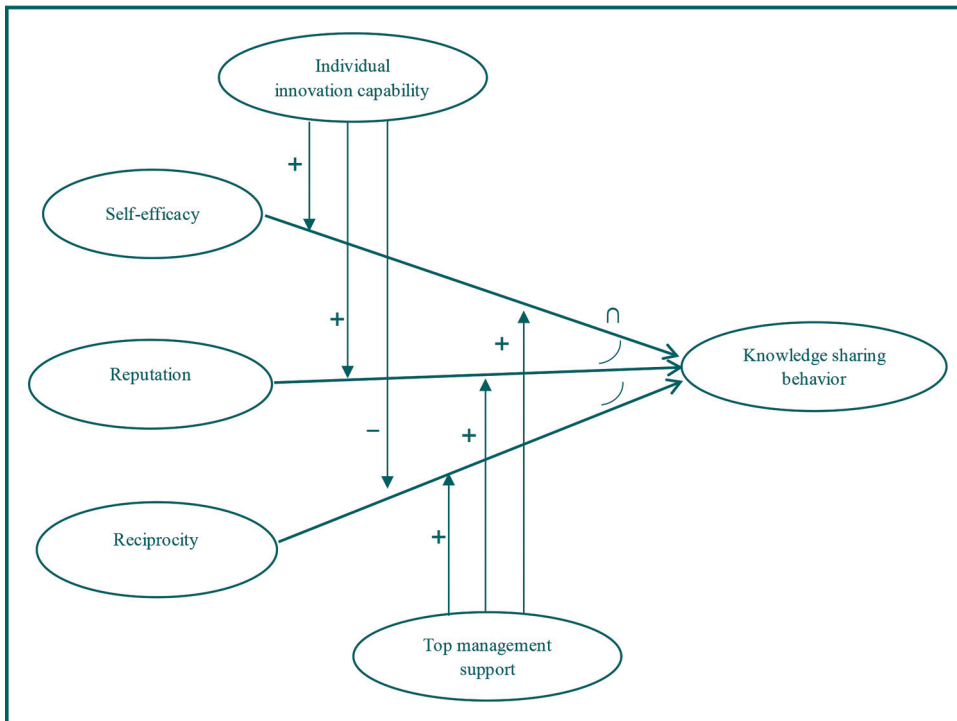 Individual
innovation capability
+
Self-efficacy
∩
+
+
Knowledge sharing
behavior
Reputation
+
−
Reciprocity
+
Top management
support